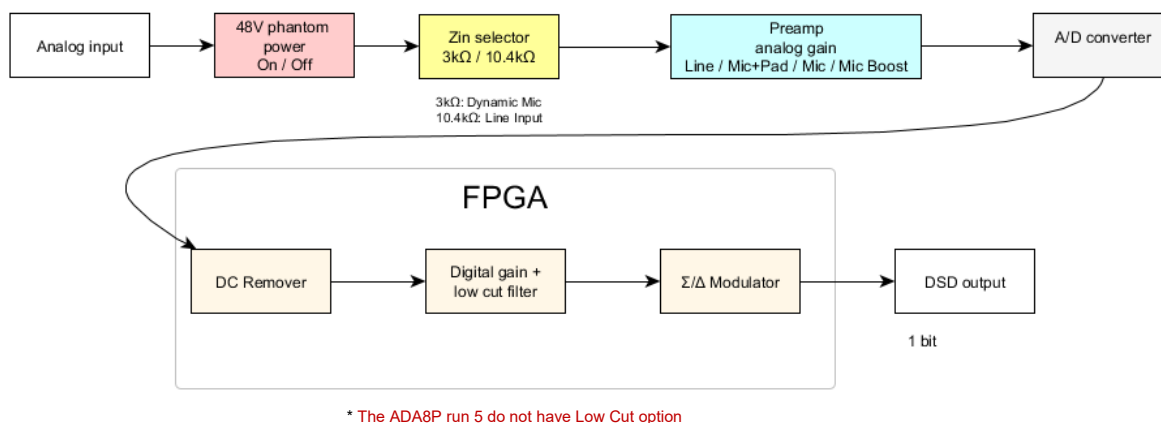 Analog input
48V phantom
power
On / Off
Zin selector
3kΩ / 10.4kΩ
Preamp
analog gain
Line / Mic+Pad / Mic / Mic Boost
A/D converter
3kΩ: Dynamic Mic
10.4kΩ: Line Input
FPGA
DC Remover
Digital gain +
low cut filter
Σ/Δ Modulator
DSD output
1 bit
* The ADA8P run 5 do not have Low Cut option